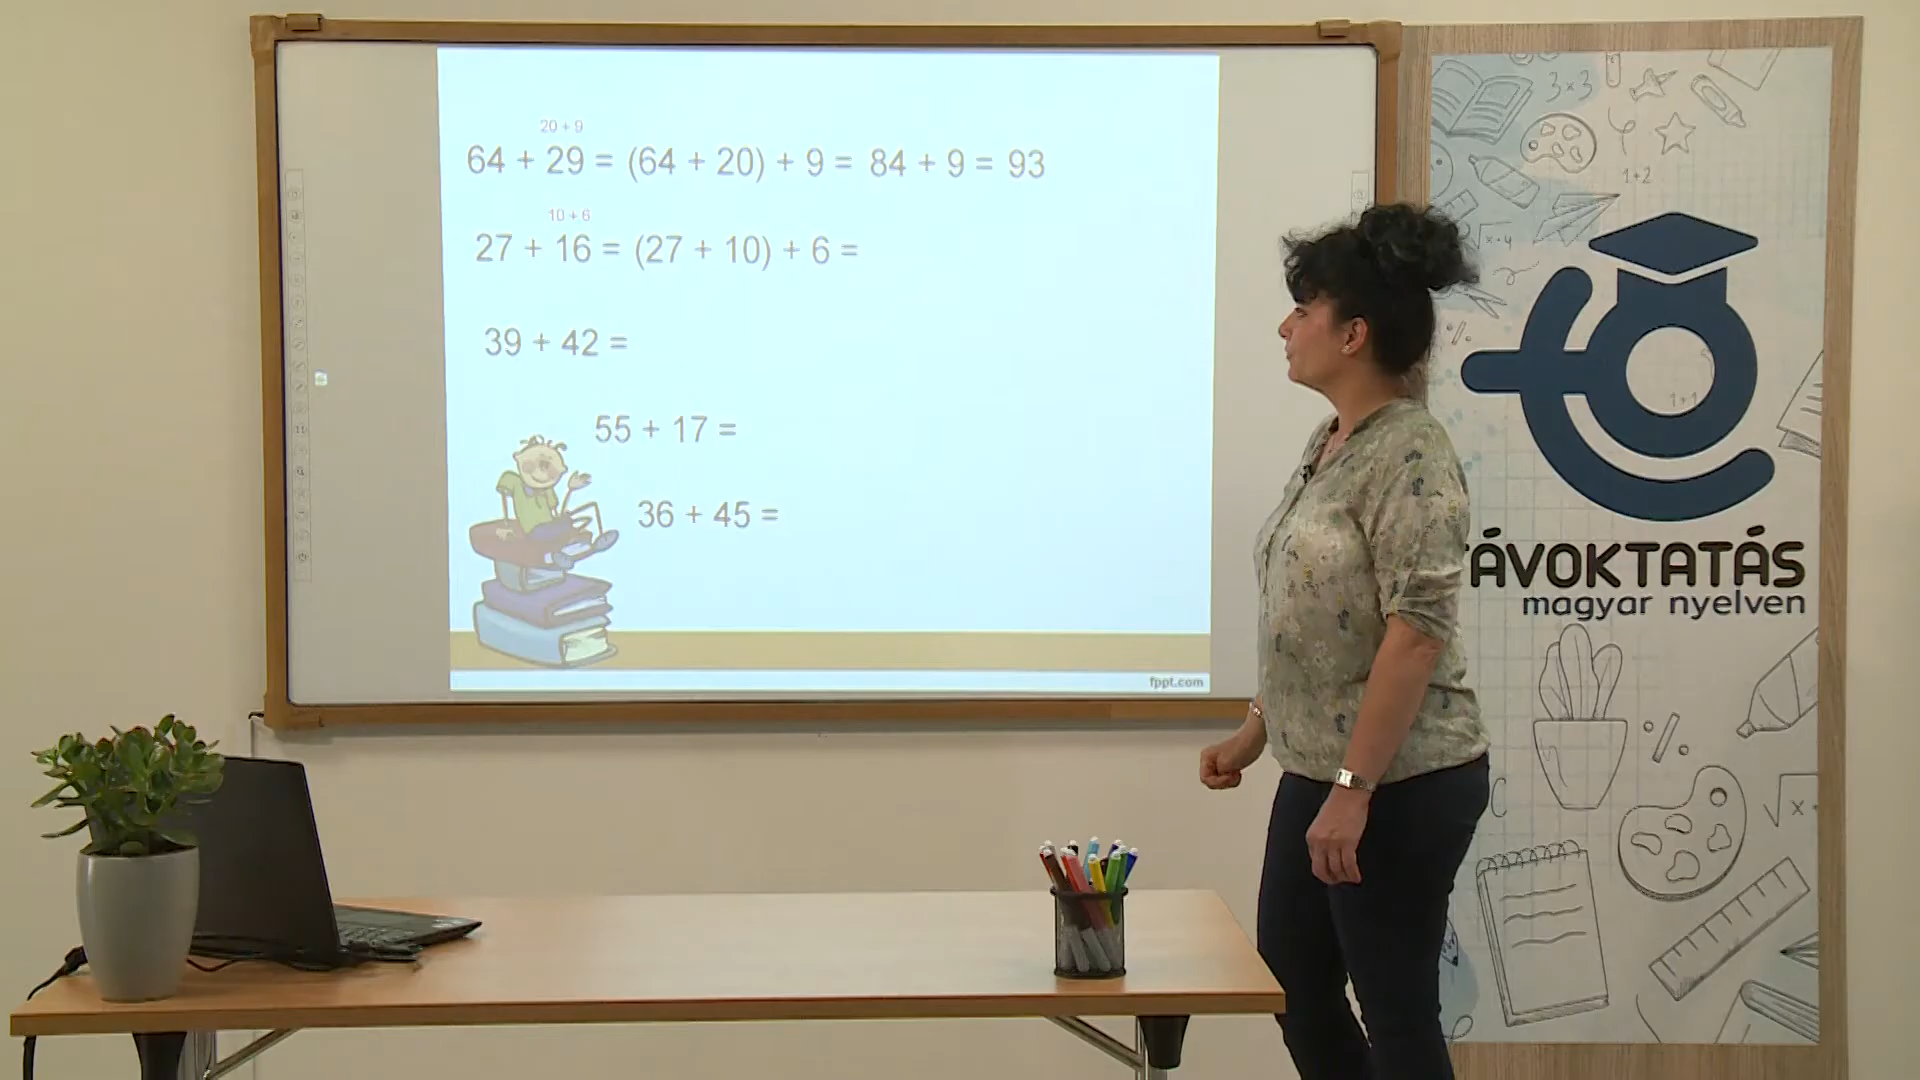 20 + 9
64 + 29 = (64 + 20) + 9 = 84 + 9 = 93
10 + 6
27 + 16 = (27 + 10) + 6 =
39 + 42 =
55 + 17 =
36 + 45 =
fppt.com
3×3
1+2
√x·y
1+1
ÁVOKTATÁS
magyar nyelven